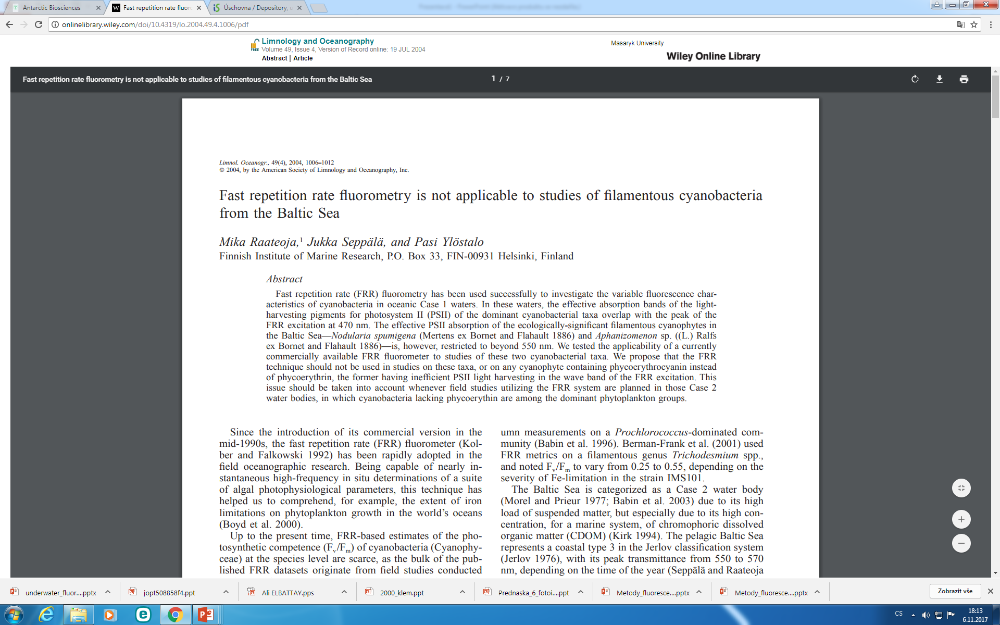 Antarctic Biosciences
Fast repetition rate fluor
Úschovna / Depository,
onlinelibrary.wiley.com/doi/10.4319/lo.2004.49.4.1006/pdf
FREE
Limnology and Oceanography
Volume 49, Issue 4, Version of Record online: 19 JUL 2004
Abstract | Article
Masaryk University
Wiley Online Library
Fast repetition rate fluorometry is not applicable to studies of filamentous cyanobacteria from the Baltic Sea
1 / 7
Limnol. Oceanogr., 49(4), 2004, 1006–1012
© 2004, by the American Society of Limnology and Oceanography, Inc.
Fast repetition rate fluorometry is not applicable to studies of filamentous cyanobacteria
from the Baltic Sea
Mika Raateoja,1 Jukka Seppälä, and Pasi Ylöstalo
Finnish Institute of Marine Research, P.O. Box 33, FIN-00931 Helsinki, Finland
Abstract
Fast repetition rate (FRR) fluorometry has been used successfully to investigate the variable fluorescence char-
acteristics of cyanobacteria in oceanic Case 1 waters. In these waters, the effective absorption bands of the light-
harvesting pigments for photosystem II (PSII) of the dominant cyanobacterial taxa overlap with the peak of the
FRR excitation at 470 nm. The effective PSII absorption of the ecologically-significant filamentous cyanophytes in
the Baltic Sea—Nodularia spumigena (Mertens ex Bornet and Flahault 1886) and Aphanizomenon sp. ((L.) Ralfs
ex Bornet and Flahault 1886)—is, however, restricted to beyond 550 nm. We tested the applicability of a currently
commercially available FRR fluorometer to studies of these two cyanobacterial taxa. We propose that the FRR
technique should not be used in studies on these taxa, or on any cyanophyte containing phycoerythrocyanin instead
of phycoerythrin, the former having inefficient PSII light harvesting in the wave band of the FRR excitation. This
issue should be taken into account whenever field studies utilizing the FRR system are planned in those Case 2
water bodies, in which cyanobacteria lacking phycoerythin are among the dominant phytoplankton groups.
Since the introduction of its commercial version in the
mid-1990s, the fast repetition rate (FRR) fluorometer (Kol-
ber and Falkowski 1992) has been rapidly adopted in the
field oceanographic research. Being capable of nearly in-
stantaneous high-frequency in situ determinations of a suite
of algal photophysiological parameters, this technique has
helped us to comprehend, for example, the extent of iron
limitations on phytoplankton growth in the world's oceans
(Boyd et al. 2000).
Up to the present time, FRR-based estimates of the pho-
tosynthetic competence (Fv/Fm) of cyanobacteria (Cyanophy-
ceae) at the species level are scarce, as the bulk of the pub-
lished FRR datasets originate from field studies conducted
umn measurements on a Prochlorococcus-dominated com-
munity (Babin et al. 1996). Berman-Frank et al. (2001) used
FRR metrics on a filamentous genus Trichodesmium spp.,
and noted Fv/Fm to vary from 0.25 to 0.55, depending on the
severity of Fe-limitation in the strain IMS101.
The Baltic Sea is categorized as a Case 2 water body
(Morel and Prieur 1977; Babin et al. 2003) due to its high
load of suspended matter, but especially due to its high con-
centration, for a marine system, of chromophoric dissolved
organic matter (CDOM) (Kirk 1994). The pelagic Baltic Sea
represents a coastal type 3 in the Jerlov classification system
(Jerlov 1976), with its peak transmittance from 550 to 570
nm, depending on the time of the year (Seppälä and Raateoja
underwater_fluor....pptx
jopt508858f4.ppt
Ali ELBATTAY.pps
2000_klem.ppt
Prednaska_6_fotoi....ppt
Metody_fluoresce....pptx
Metody_fluoresce....pptx
Zobrazit vše
CS
18:13
6.11.2017